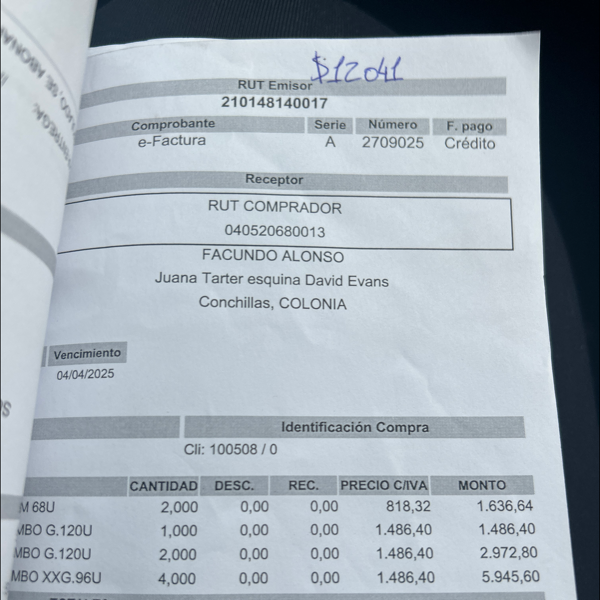 $12041
RUT Emisor
210148140017
Comprobante Serie Número F. pago
e-Factura A 2709025 Crédito
Receptor
RUT COMPRADOR
040520680013
FACUNDO ALONSO
Juana Tarter esquina David Evans
Conchillas, COLONIA
Vencimiento
04/04/2025
Identificación Compra
Cli: 100508 / 0
CANTIDAD DESC. REC. PRECIO C/IVA MONTO
M 68U 2,000 0,00 0,00 818,32 1.636,64
MBO G.120U 1,000 0,00 0,00 1.486,40 1.486,40
MBO G.120U 2,000 0,00 0,00 1.486,40 2.972,80
MBO XXG.96U 4,000 0,00 0,00 1.486,40 5.945,60